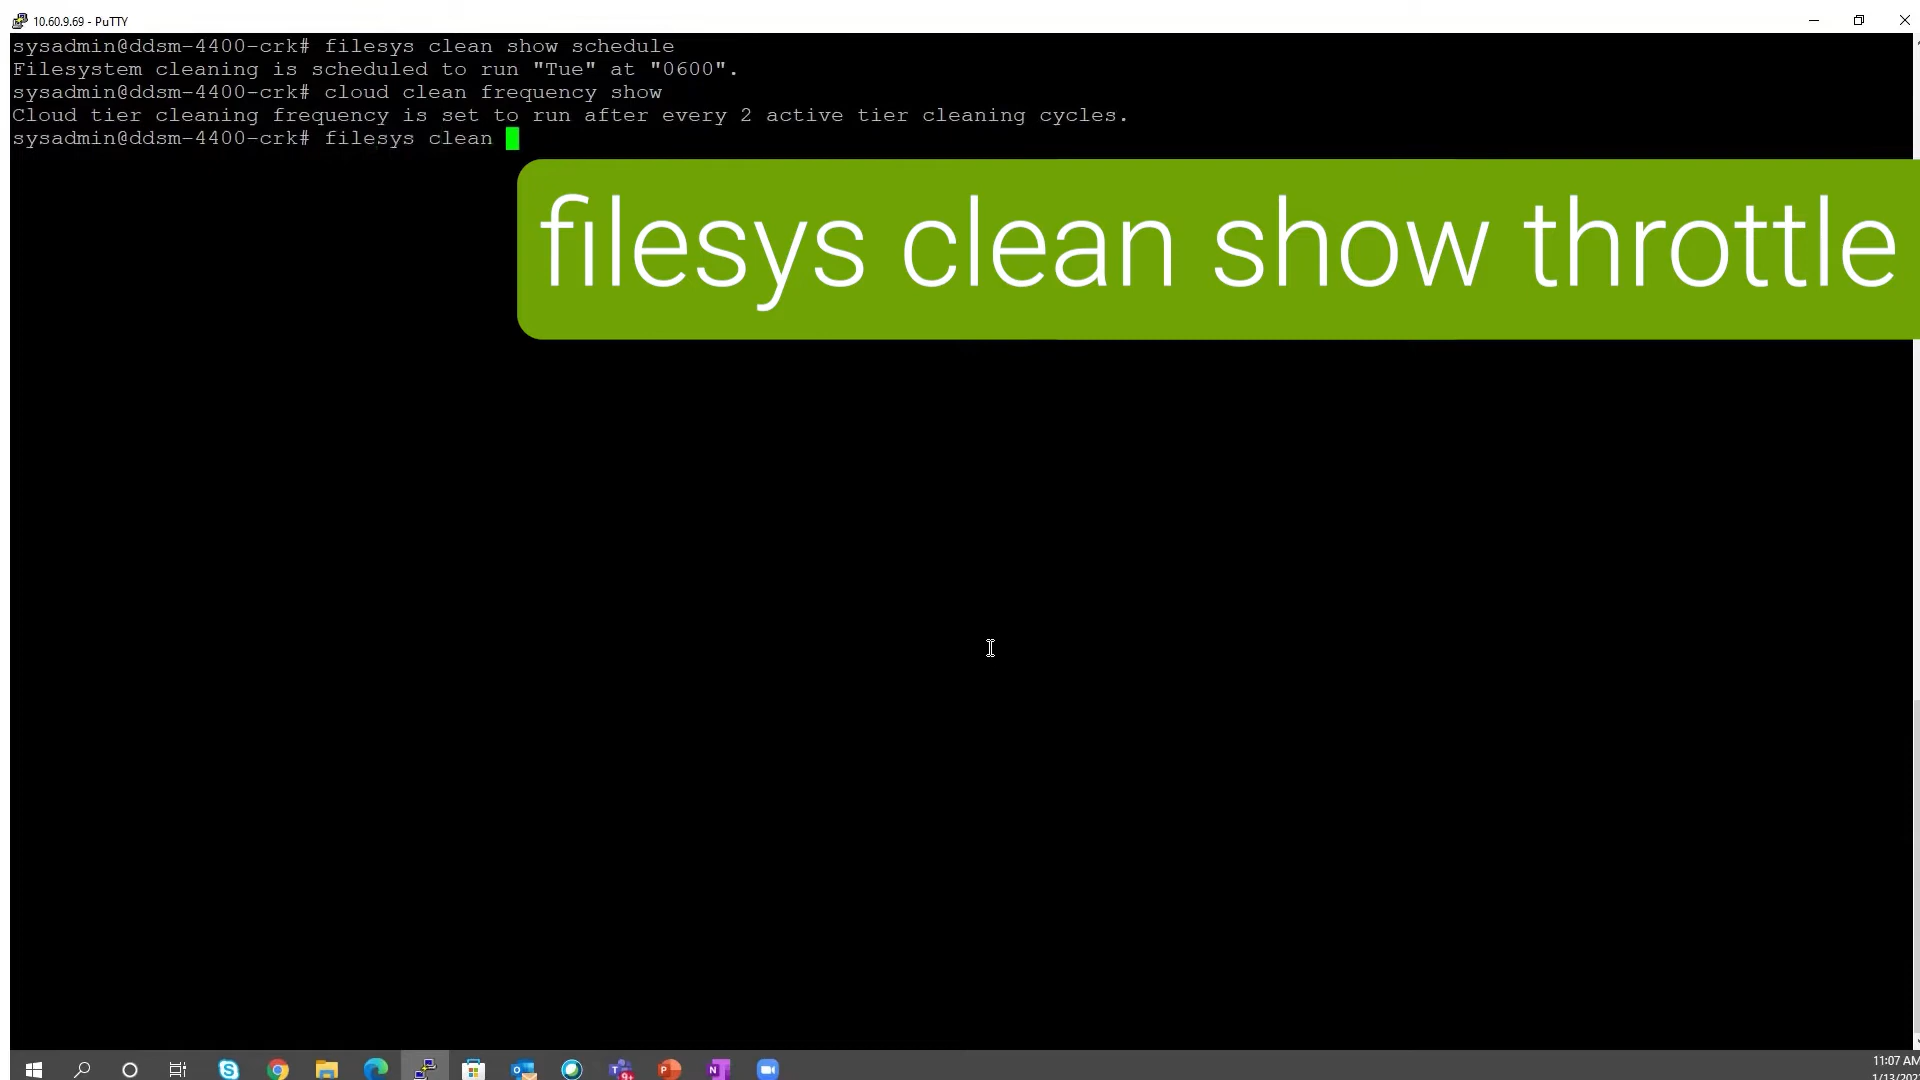 10.60.9.69 - PuTTY
sysadmin@ddsm-4400-crk# filesys clean show schedule
Filesystem cleaning is scheduled to run "Tue" at "0600".
sysadmin@ddsm-4400-crk# cloud clean frequency show
Cloud tier cleaning frequency is set to run after every 2 active tier cleaning cycles.
sysadmin@ddsm-4400-crk# filesys clean
filesys clean show throttle
11:07 AM